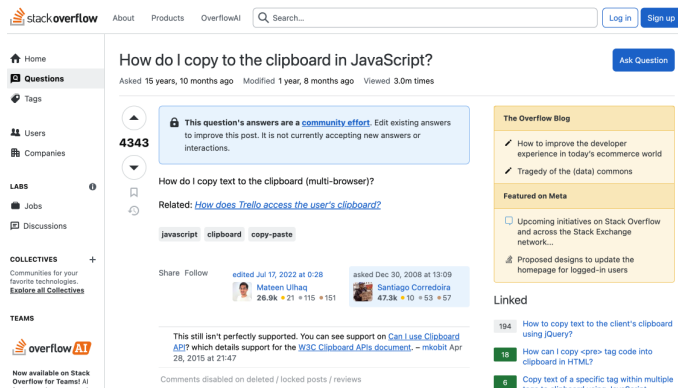 stackoverflow
About
Products
OverflowAI
Search...
Log in
Sign up
Home
Questions
Tags
Users
Companies
LABS
Jobs
Discussions
COLLECTIVES
+
Communities for your
favorite technologies.
Explore all Collectives
TEAMS
overflow AI
Now available on Stack
Overflow for Teams! AI
How do I copy to the clipboard in JavaScript?
Ask Question
Asked 15 years, 10 months ago Modified 1 year, 8 months ago Viewed 3.0m times
4343
This question's answers are a community effort. Edit existing answers
to improve this post. It is not currently accepting new answers or
interactions.
How do I copy text to the clipboard (multi-browser)?
Related: How does Trello access the user's clipboard?
javascript clipboard copy-paste
Share Follow
edited Jul 17, 2022 at 0:28
Mateen Ulhaq
26.9k 21 115 151
asked Dec 30, 2008 at 13:09
Santiago Corredoira
47.3k 10 53 57
This still isn't perfectly supported. You can see support on Can I use Clipboard
API? which details support for the W3C Clipboard APIs document. – mkobit Apr
28, 2015 at 21:47
Comments disabled on deleted / locked posts / reviews
The Overflow Blog
How to improve the developer
experience in today's ecommerce world
Tragedy of the (data) commons
Featured on Meta
Upcoming initiatives on Stack Overflow
and across the Stack Exchange
network...
Proposed designs to update the
homepage for logged-in users
Linked
194 How to copy text to the client's clipboard
using jQuery?
18 How can I copy <pre> tag code into
clipboard in HTML?
6 Copy text of a specific tag within multiple
tags to clipboard using JavaScript